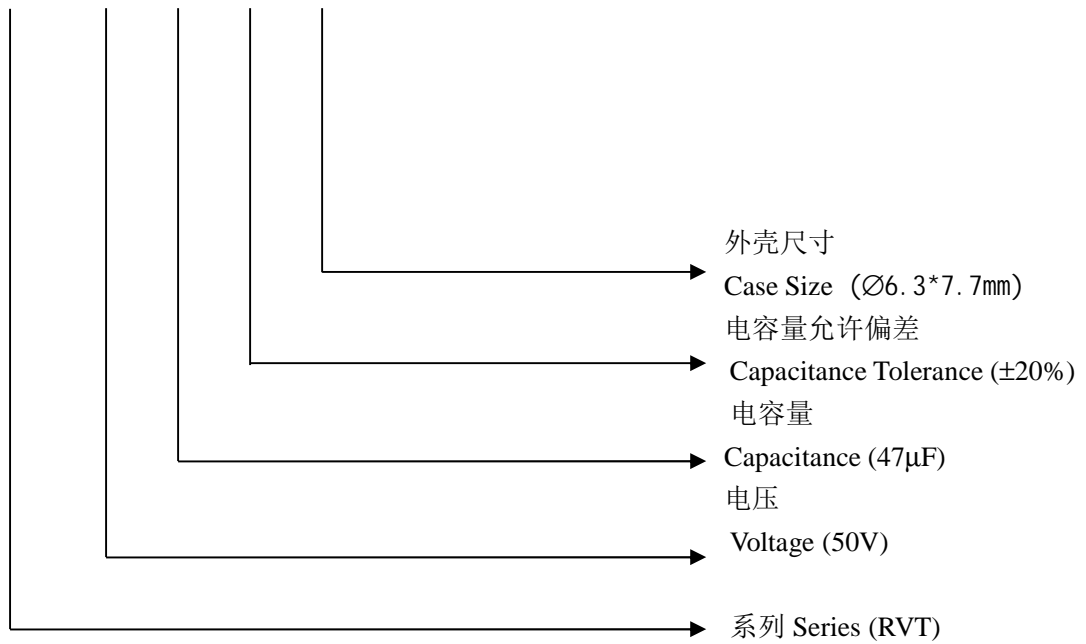 外壳尺寸
Case Size (∅6.3*7.7mm)
电容量允许偏差
Capacitance Tolerance (±20%)
电容量
Capacitance (47μF)
电压
Voltage (50V)
系列 Series (RVT)